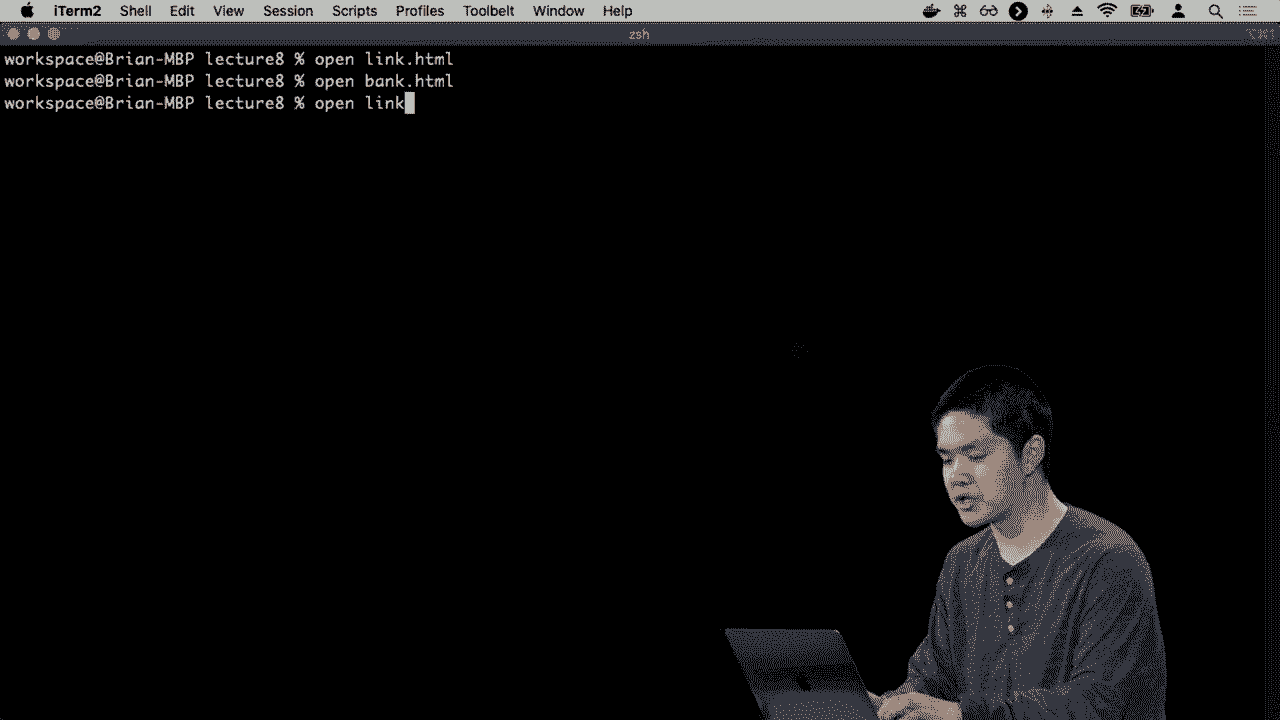 iTerm2 Shell Edit View Session Scripts Profiles Toolbelt Window Help
zsh
workspace@Brian-MBP lecture8 % open link.html
workspace@Brian-MBP lecture8 % open bank.html
workspace@Brian-MBP lecture8 % open link